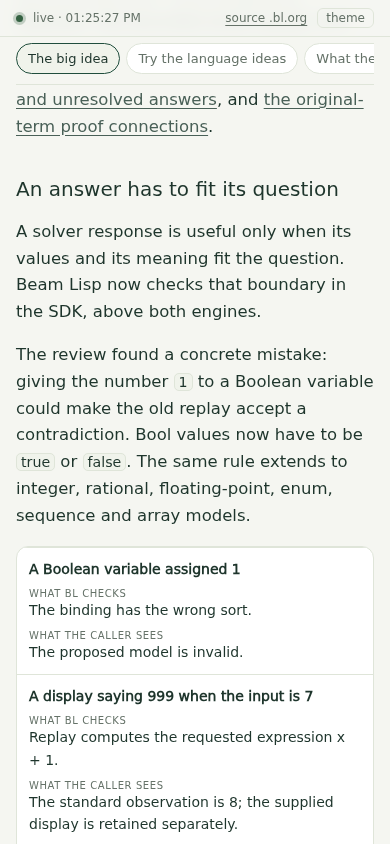 live · 01:25:27 PM
source .bl.org
theme
The big idea
Try the language ideas
What the
and unresolved answers, and the original-
term proof connections.
An answer has to fit its question
A solver response is useful only when its
values and its meaning fit the question.
Beam Lisp now checks that boundary in
the SDK, above both engines.
The review found a concrete mistake:
giving the number 1 to a Boolean variable
could make the old replay accept a
contradiction. Bool values now have to be
true or false. The same rule extends to
integer, rational, floating-point, enum,
sequence and array models.
A Boolean variable assigned 1
WHAT BL CHECKS
The binding has the wrong sort.
WHAT THE CALLER SEES
The proposed model is invalid.
A display saying 999 when the input is 7
WHAT BL CHECKS
Replay computes the requested expression x
+ 1.
WHAT THE CALLER SEES
The standard observation is 8; the supplied
display is retained separately.